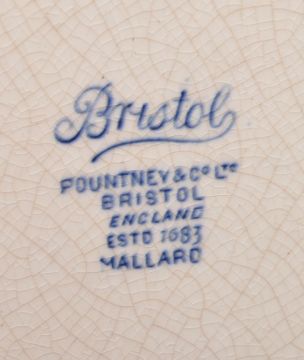 Bristol
POUNTNEY & Co LTD
BRISTOL
ENGLAND
ESTD 1683
MALLARD